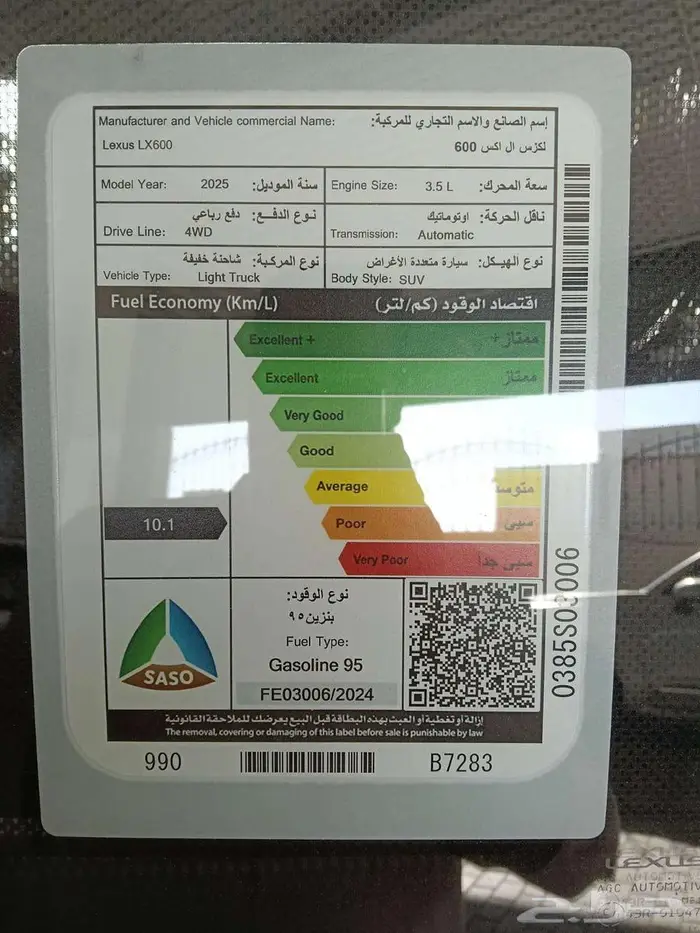 Manufacturer and Vehicle commercial Name: إسم الصانع والاسم التجاري للمركبة:
Lexus LX600 لكزس ال اكس 600
Model Year: 2025 سنة الموديل: Engine Size: 3.5 L سعة المحرك:
نوع الدفـع: دفع رباعي
Drive Line: 4WD
ناقل الحركة: اوتوماتيك
Transmission: Automatic
نوع المركبة: شاحنة خفيفة
Vehicle Type: Light Truck
نوع الهيكل: سيارة متعددة الأغراض
Body Style: SUV
Fuel Economy (Km/L) اقتصاد الوقود (كم/لتر)
Excellent + ممتاز+
Excellent ممتاز
Very Good
Good
Average
10.1 Poor سيئ
Very Poor سيئ جدا
SASO
نوع الوقود:
بنزين ٩٥
Fuel Type:
Gasoline 95
FE03006/2024
إزالة أو تغطية أو العبث بهذه البطاقة قبل البيع يعرضك للملاحقة القانونية
The removal, covering or damaging of this label before sale is punishable by law
990 B7283
0385S03006
LEXUS
AGC AUTOMOTIV